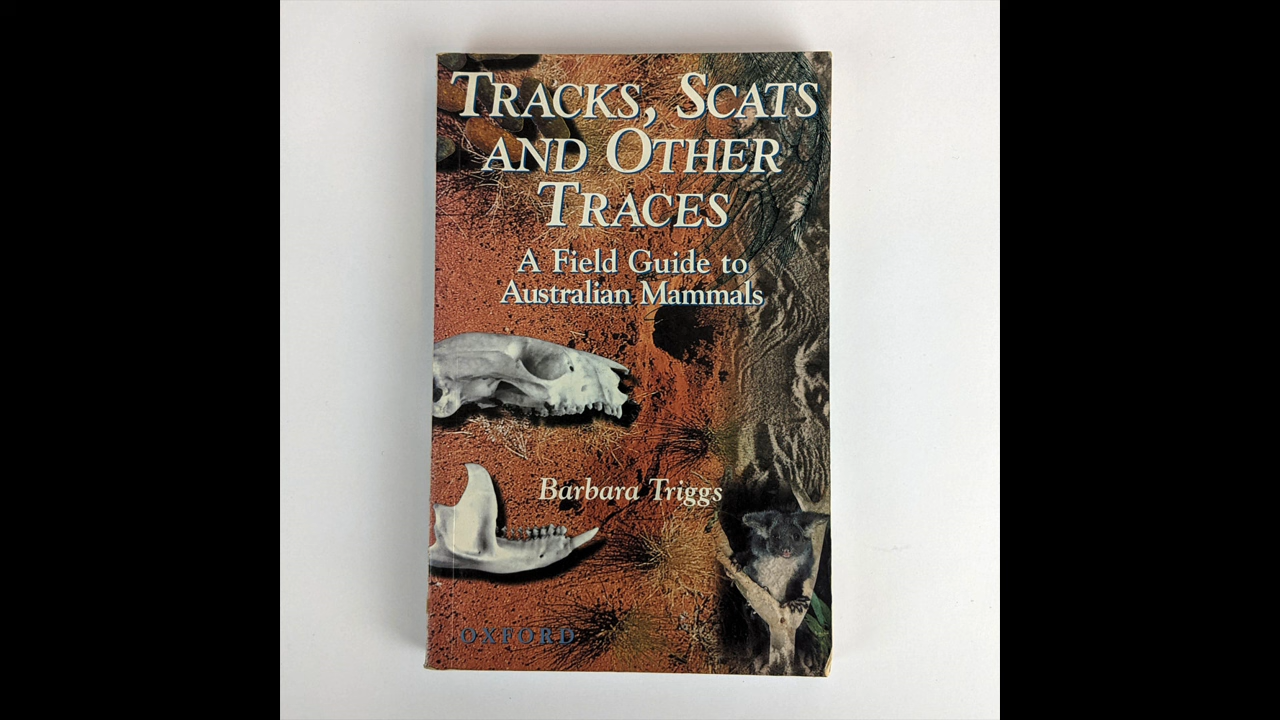 TRACKS, SCATS
AND OTHER
TRACES
A Field Guide to
Australian Mammals
Barbara Triggs
OXFORD